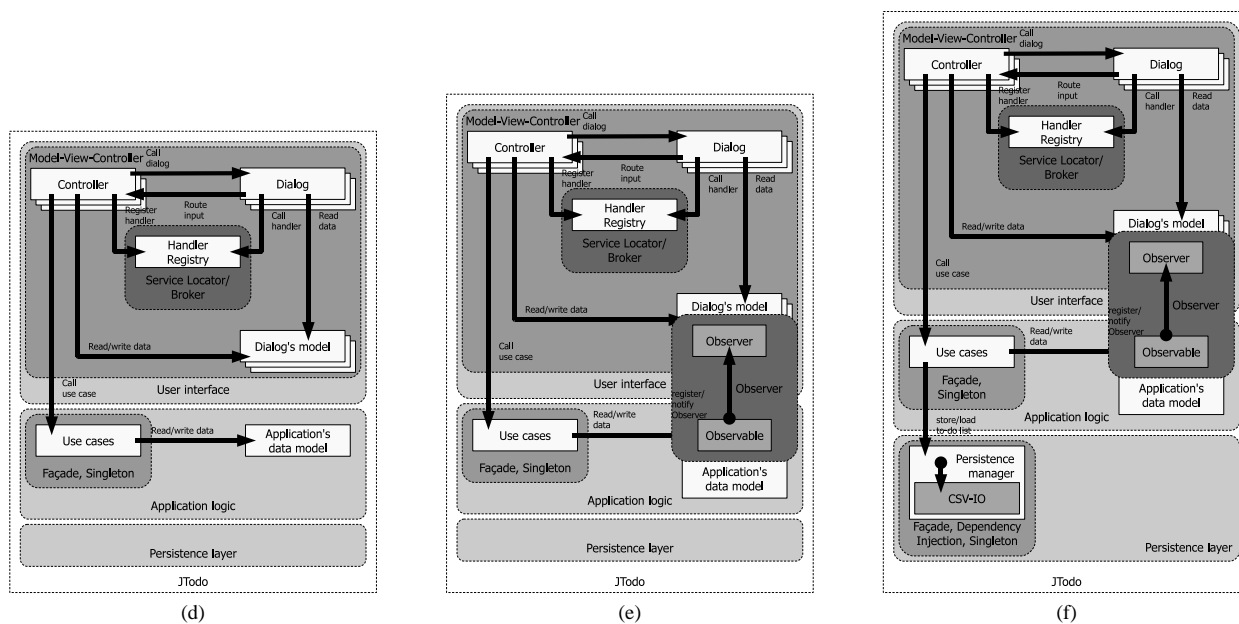 Model-View-Controller
Call
dialog
Controller
Dialog
Register
handler
Route
input
Call
handler
Read
data
Handler
Registry
Service Locator/
Broker
Read/write data
Dialog's model
Call
use case
User interface
Use cases
Read/write data
Application's
data model
Façade, Singleton
Application logic
Persistence layer
JTodo
(d)
Model-View-Controller
Call
dialog
Controller
Dialog
Register
handler
Route
input
Call
handler
Read
data
Handler
Registry
Service Locator/
Broker
Read/write data
Dialog's model
Observer
Call
use case
User interface
Observer
register/
notify
Observer
Read/write
data
Use cases
Observable
Façade, Singleton
Application's
data model
Application logic
Persistence layer
JTodo
(e)
Model-View-Controller
Call
dialog
Controller
Dialog
Register
handler
Route
input
Call
handler
Read
data
Handler
Registry
Service Locator/
Broker
Read/write data
Dialog's model
Observer
Call
use case
User interface
Observer
register/
notify
Observer
Read/write
data
Use cases
Observable
Façade,
Singleton
Application's
data model
Application logic
store/load
to-do list
Persistence
manager
CSV-IO
Façade, Dependency
Injection, Singleton
Persistence layer
JTodo
(f)